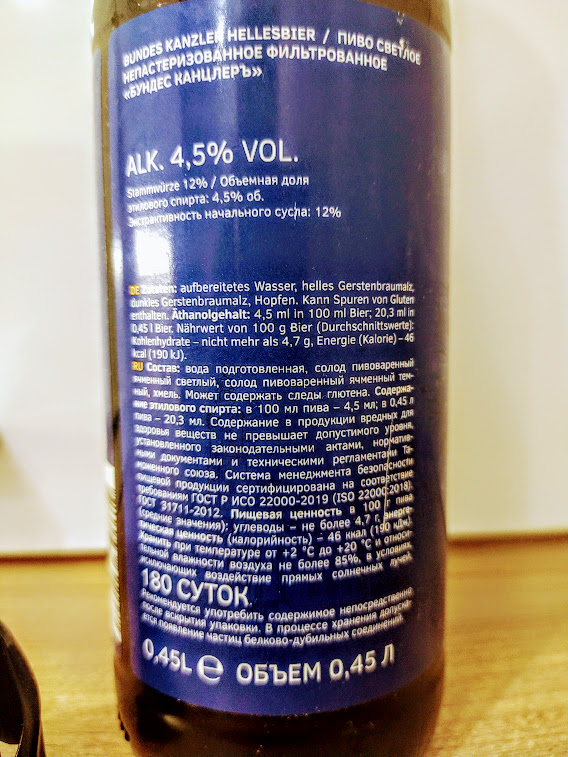 BUNDES KANZLER HELLESBIER / ПИВО СВЕТЛОЕ
НЕПАСТЕРИЗОВАННОЕ ФИЛЬТРОВАННОЕ
«БУНДЕС КАНЦЛЕРЪ»
ALK. 4,5% VOL.
Stammwürze 12% / Объемная доля
этилового спирта: 4,5% об.
Экстрактивность начального сусла: 12%
DE Zutaten: aufbereitetes Wasser, helles Gerstenbraumalz,
dunkles Gerstenbraumalz, Hopfen. Kann Spuren von Gluten
enthalten. Äthanolgehalt: 4,5 ml in 100 ml Bier; 20,3 ml in
0,45 l Bier. Nährwert von 100 g Bier (Durchschnittswerte):
Kohlenhydrate – nicht mehr als 4,7 g, Energie (Kalorie) – 46
kcal (190 kJ).
RU Состав: вода подготовленная, солод пивоваренный
ячменный светлый, солод пивоваренный ячменный тем-
ный, хмель. Может содержать следы глютена. Содержа-
ние этилового спирта: в 100 мл пива – 4,5 мл; в 0,45 л
пива – 20,3 мл. Содержание в продукции вредных для
здоровья веществ не превышает допустимого уровня,
установленного законодательными актами, норматив-
ными документами и техническими регламентами Та-
моженного союза. Система менеджмента безопасности
пищевой продукции сертифицирована на соответствие
требованиям ГОСТ Р ИСО 22000-2019 (ISO 22000:2018).
ГОСТ 31711-2012. Пищевая ценность в 100 г пива
(средние значения): углеводы – не более 4,7 г, энерге-
тическая ценность (калорийность) – 46 ккал (190 кДж).
Хранить при температуре от +2 °С до +20 °С и относи-
тельной влажности воздуха не более 85%, в условиях,
исключающих воздействие прямых солнечных лучей,
180 СУТОК.
Рекомендуется употребить содержимое непосредственно
после вскрытия упаковки. В процессе хранения допуска-
ется появление частиц белково-дубильных соединений.
0,45L ℮ ОБЪЕМ 0,45 Л